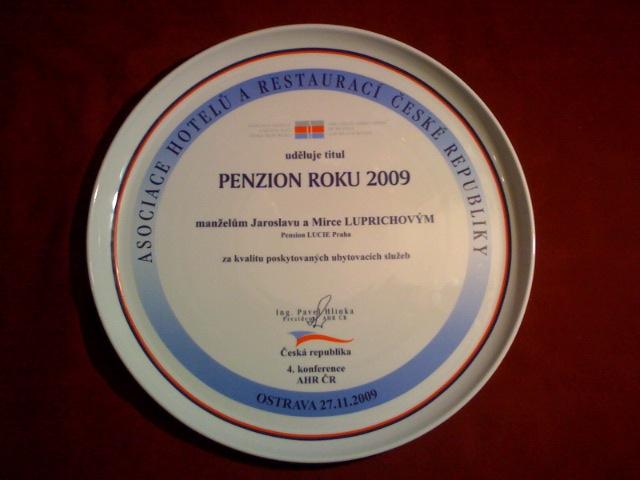 ASOCIACE HOTELŮ A RESTAURACÍ ČESKÉ REPUBLIKY
uděluje titul
PENZION ROKU 2009
manželům Jaroslavu a Mirce LUPRICHOVÝM
Pension LUCIE Praha
za kvalitu poskytovaných ubytovacích služeb
Ing. Pavel Hlinka
Prezident AHR ČR
Česká republika
4. konference
AHR ČR
OSTRAVA 27.11.2009